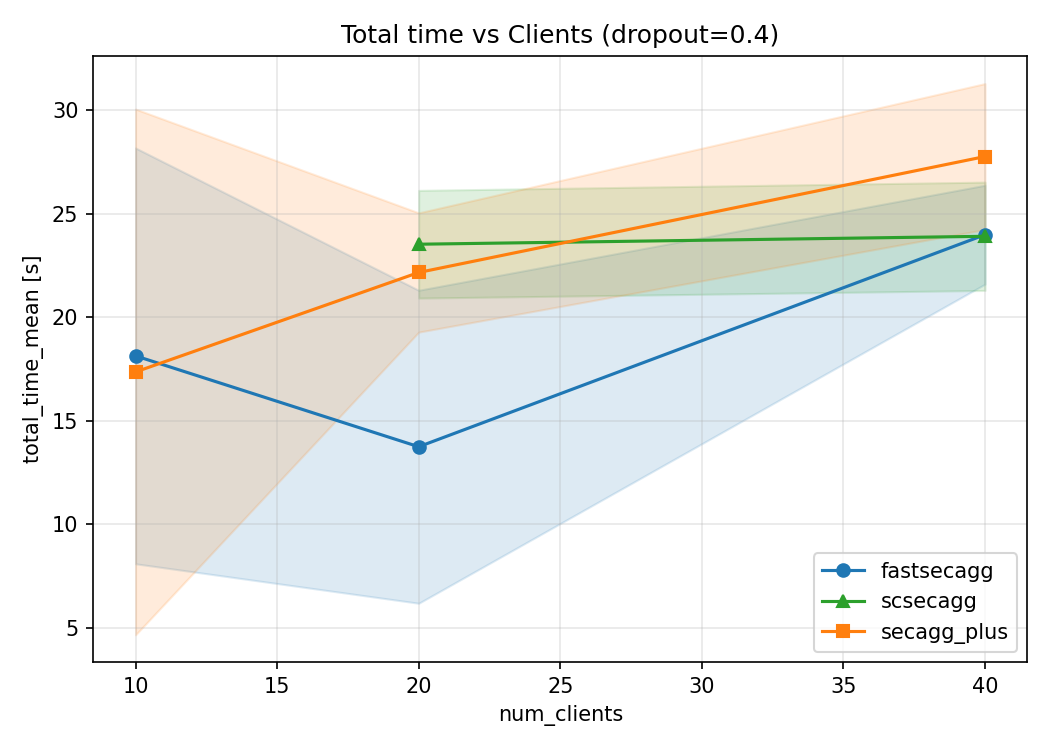 Total time vs Clients (dropout=0.4)
total_time_mean [s]
30
25
20
15
10
5
10 15 20 25 30 35 40
num_clients
fastsecagg
scsecagg
secagg_plus